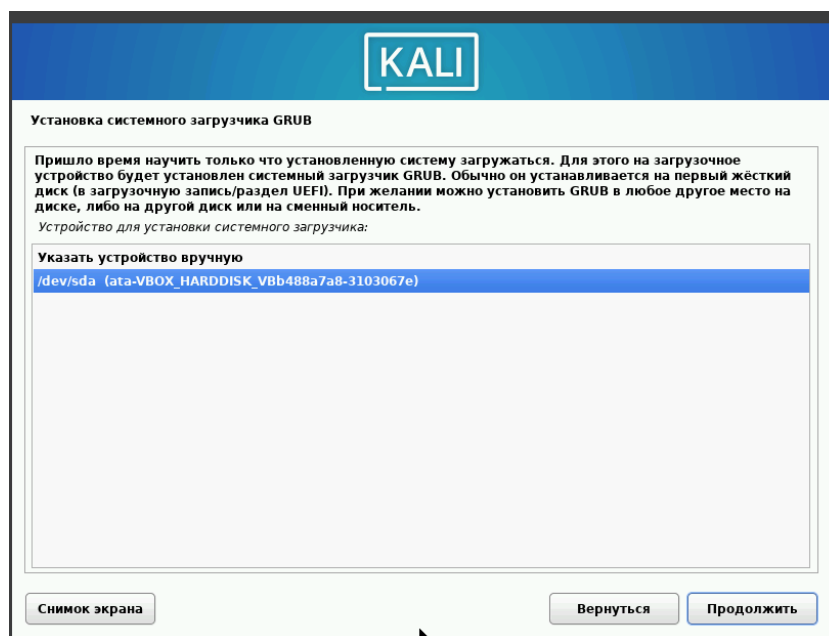 KALI
Установка системного загрузчика GRUB
Пришло время научить только что установленную систему загружаться. Для этого на загрузочное
устройство будет установлен системный загрузчик GRUB. Обычно он устанавливается на первый жёсткий
диск (в загрузочную запись/раздел UEFI). При желании можно установить GRUB в любое другое место на
диске, либо на другой диск или на сменный носитель.
Устройство для установки системного загрузчика:
Указать устройство вручную
/dev/sda (ata-VBOX_HARDDISK_VBb488a7a8-3103067e)
Снимок экрана Вернуться Продолжить